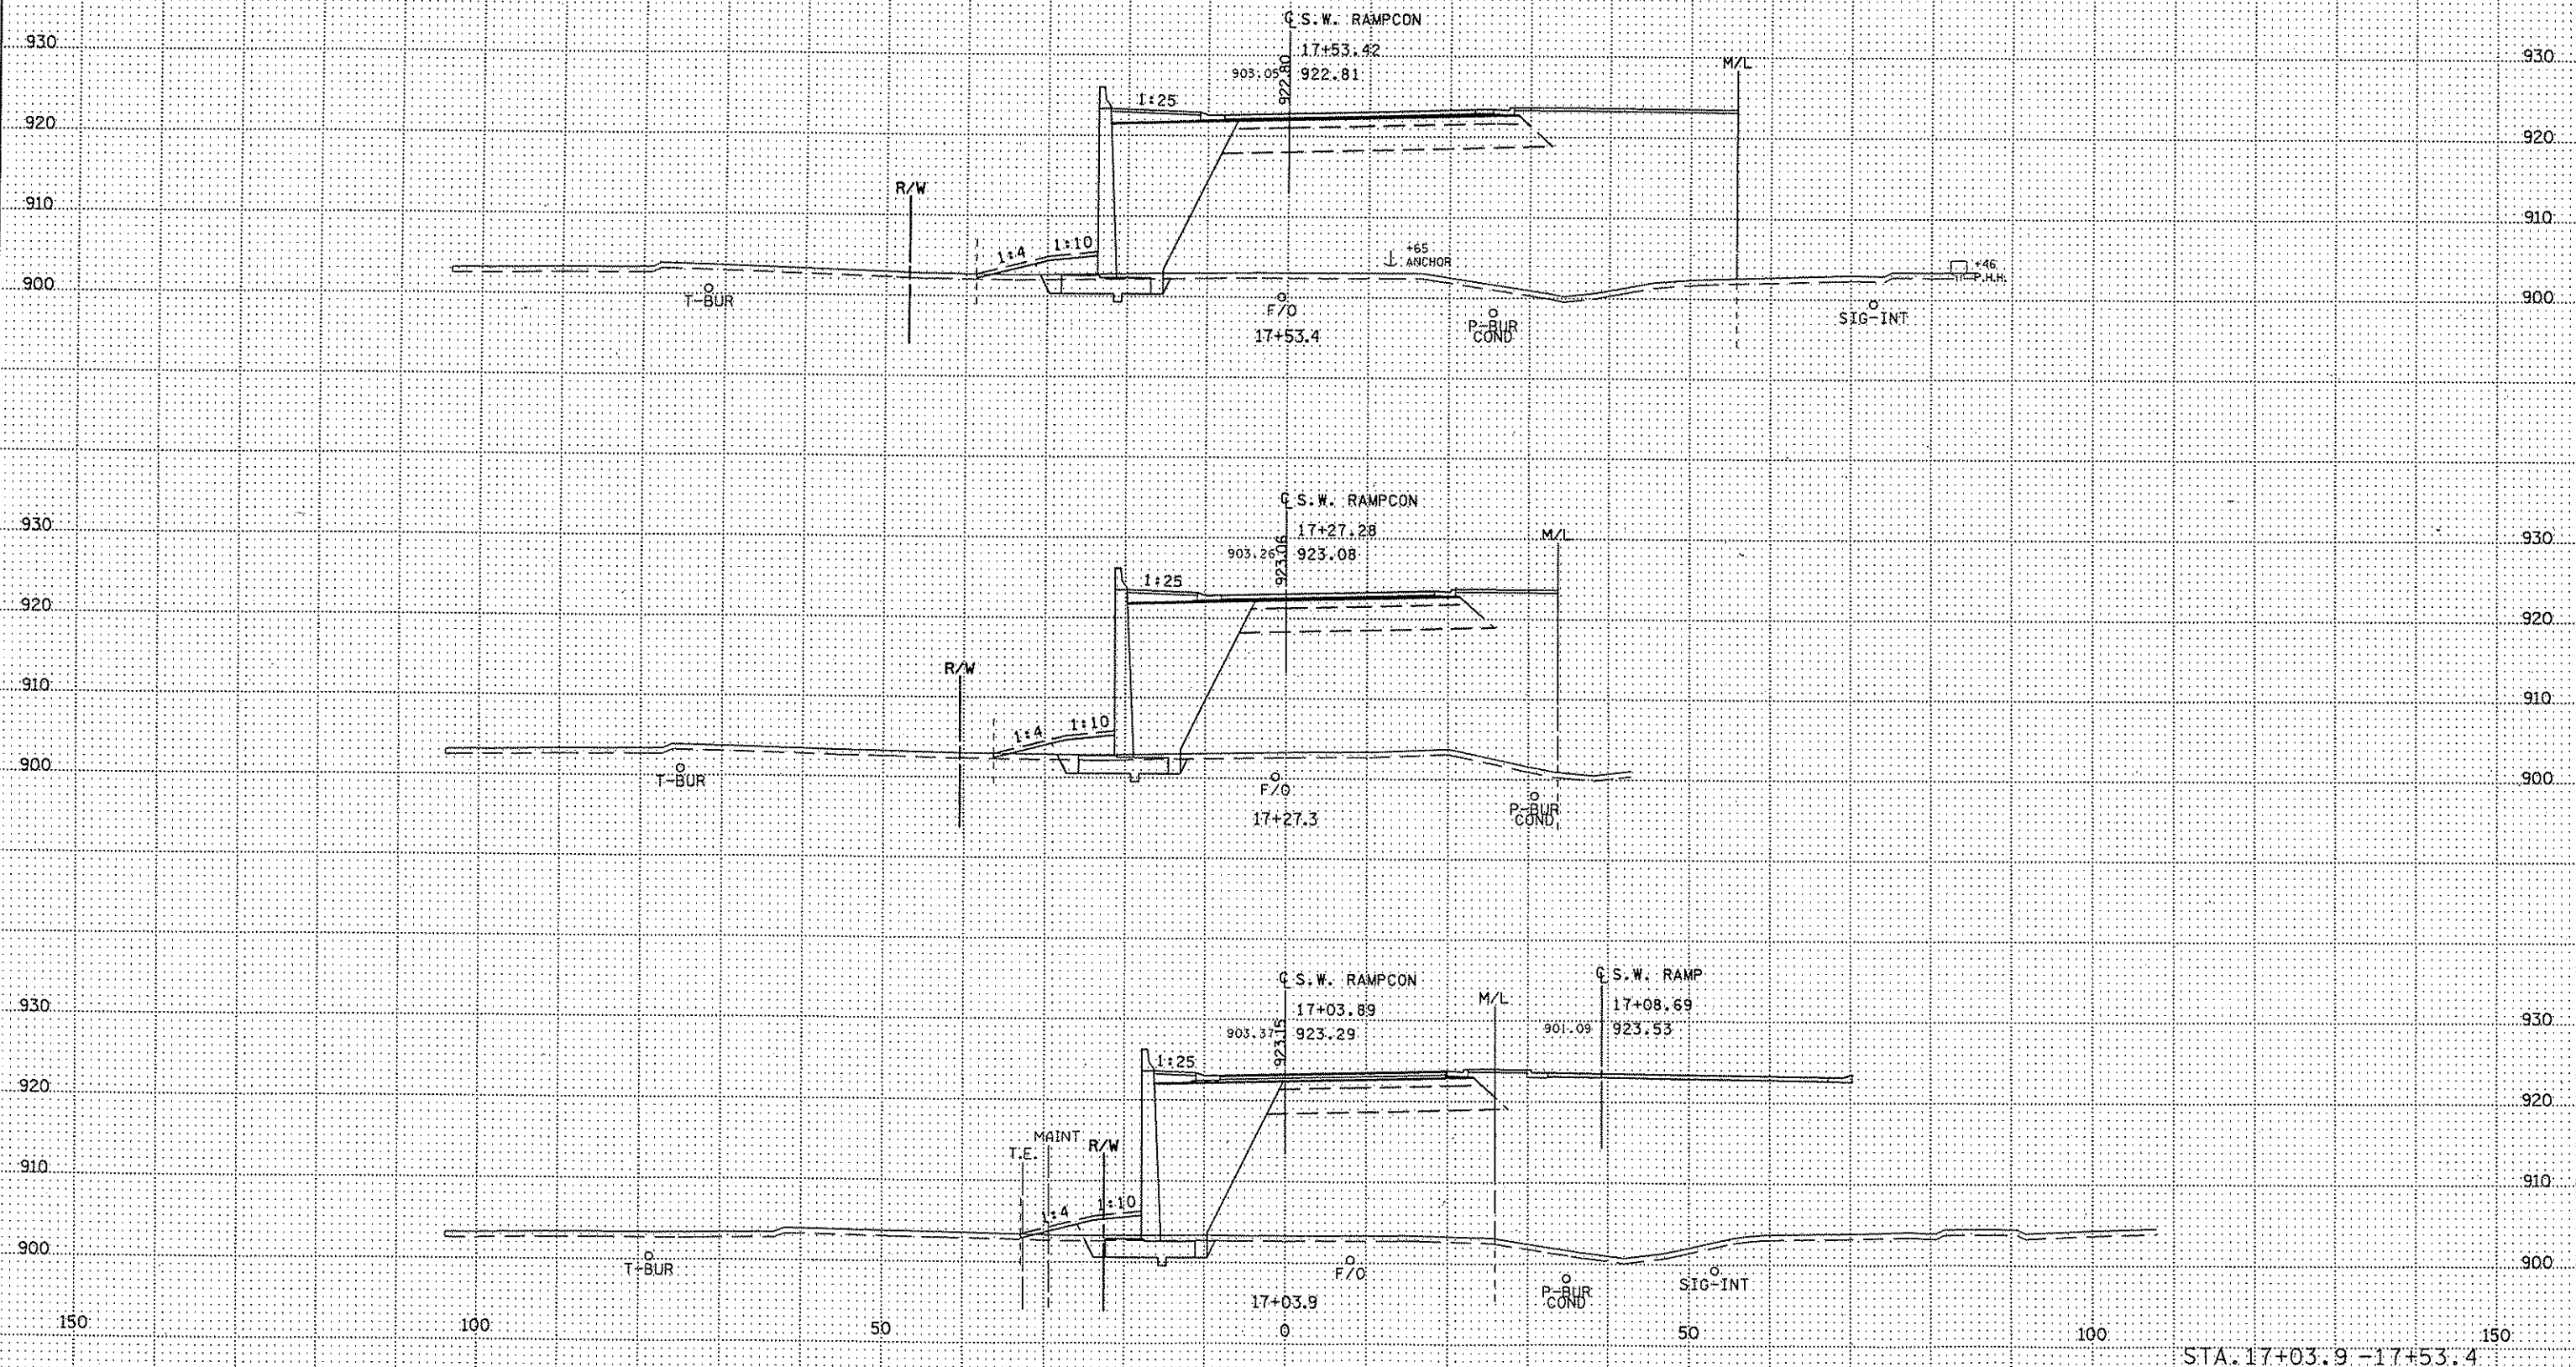 ℄ S.W. RAMPCON
17+53.42
903.05 922.80 922.81
930 930
M/L
1:25
920 920
R/W
910 910
1:4 1:10
+65
ANCHOR
+46
P.H.H.
900 900
T-BUR F/O P-BUR
COND SIG-INT
17+53.4
℄ S.W. RAMPCON
17+27.28
903.26 923.06 923.08
930 930
M/L
1:25
920 920
R/W
910 910
1:4 1:10
900 900
T-BUR F/O P-BUR
COND
17+27.3
℄ S.W. RAMPCON ℄ S.W. RAMP
M/L
17+03.89 17+08.69
903.37 923.15 923.29 901.09 923.53
930 930
1:25
920 920
T.E. MAINT R/W
910 910
1:4 1:10
900 900
T-BUR F/O P-BUR
COND SIG-INT
17+03.9
150 100 50 0 50 100 150
STA.17+03.9-17+53.4